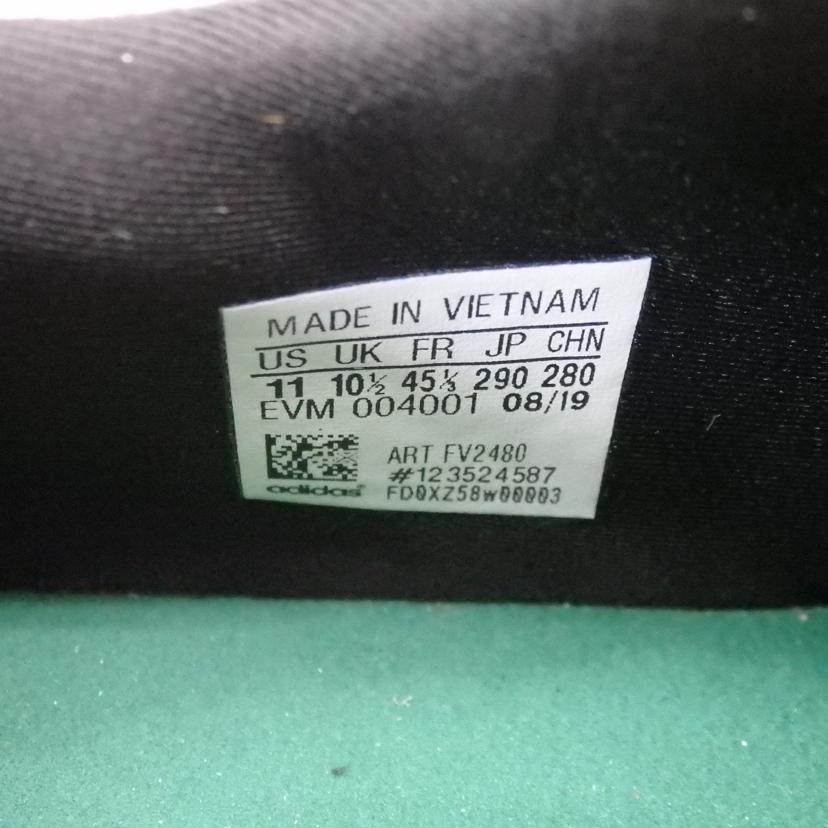 MADE IN VIETNAM
US UK FR JP CHN
11 10½ 45⅓ 290 280
EVM 004001 08/19
ART FV2480
#123524587
adidas®
FD0XZ58w00003